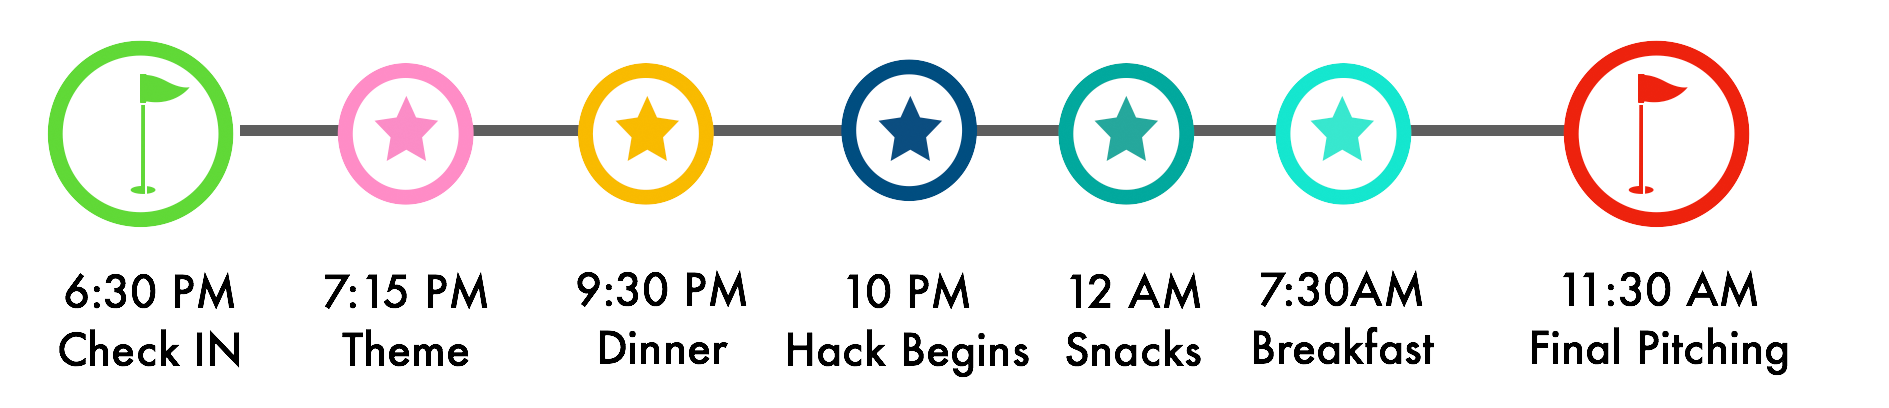 6:30 PM
Check IN
7:15 PM
Theme
9:30 PM
Dinner
10 PM
Hack Begins
12 AM
Snacks
7:30AM
Breakfast
11:30 AM
Final Pitching